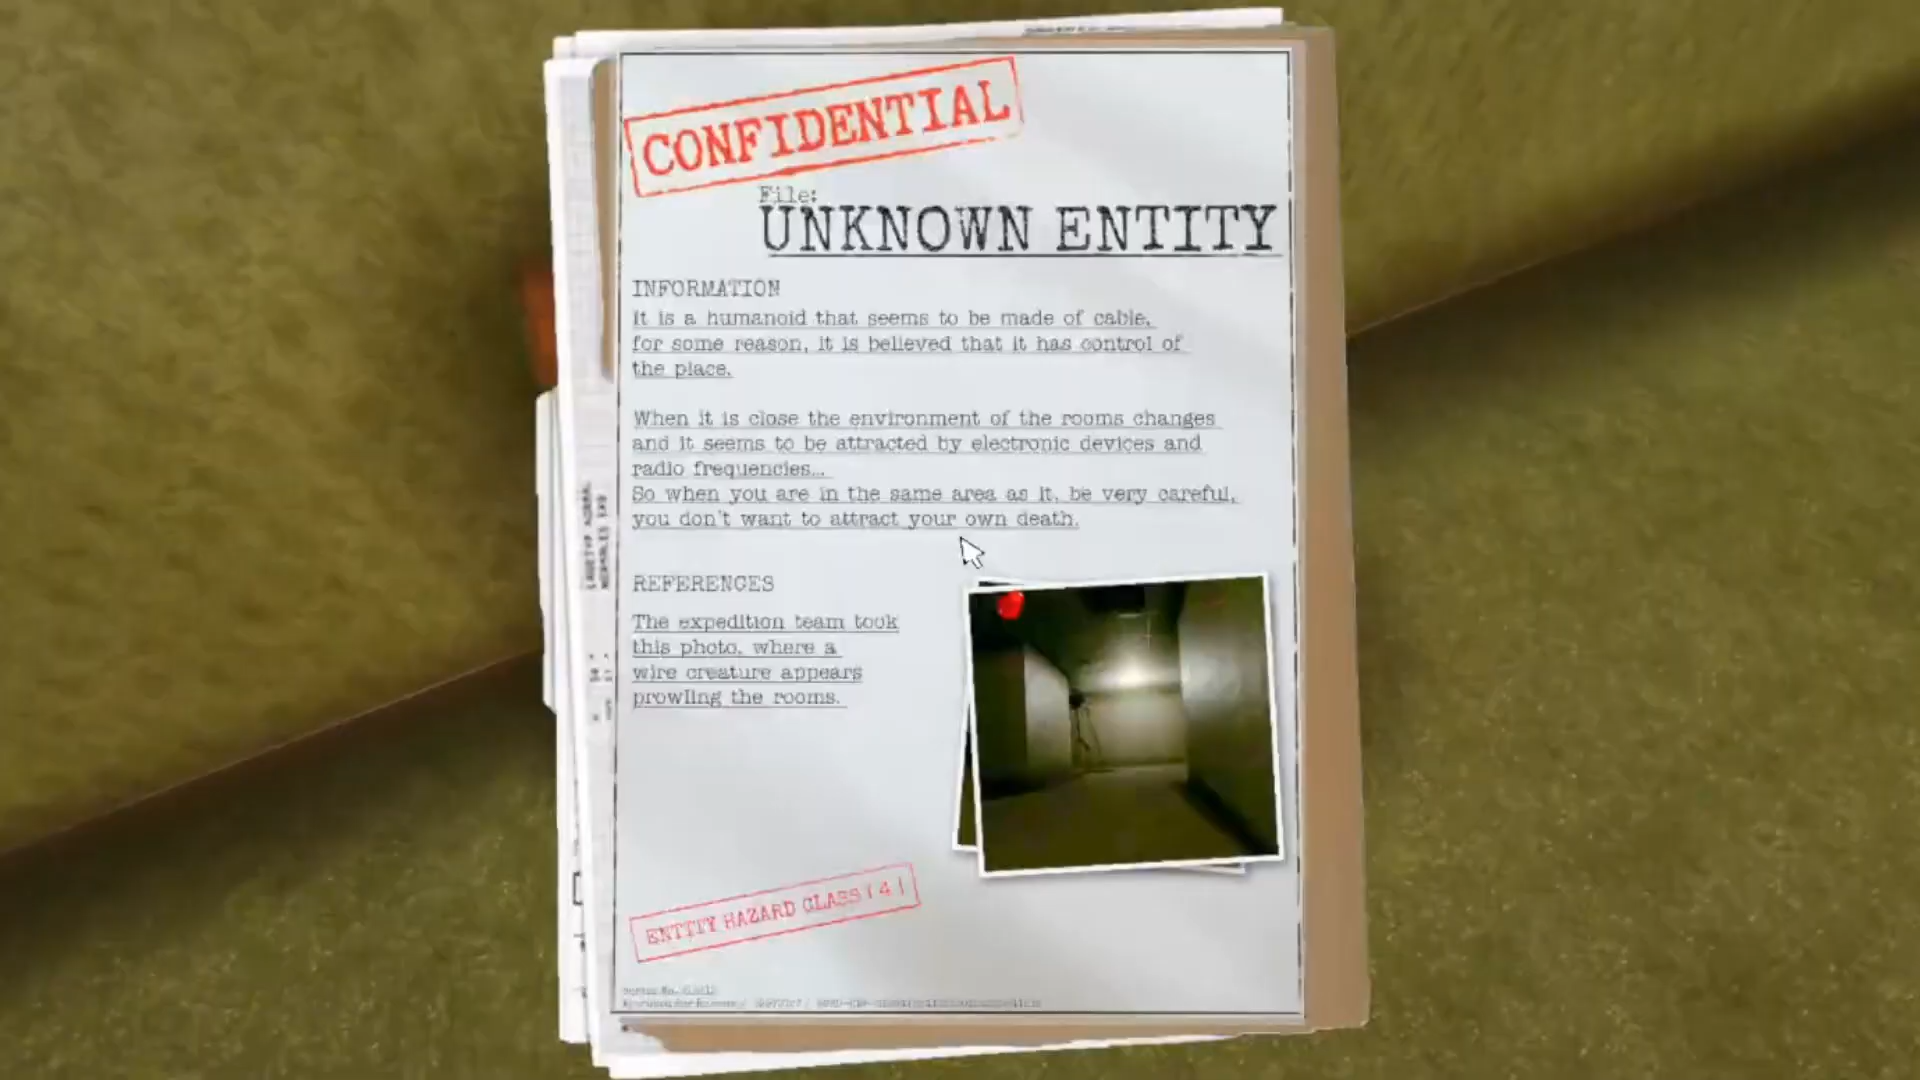 CONFIDENTIAL
File:
UNKNOWN ENTITY
INFORMATION
It is a humanoid that seems to be made of cable,
for some reason, it is believed that it has control of
the place.
When it is close the environment of the rooms changes
and it seems to be attracted by electronic devices and
radio frequencies...
So when you are in the same area as it, be very careful,
you don't want to attract your own death.
REFERENCES
The expedition team took
this photo, where a
wire creature appears
prowling the rooms.
ENTITY HAZARD CLASS | 4 |